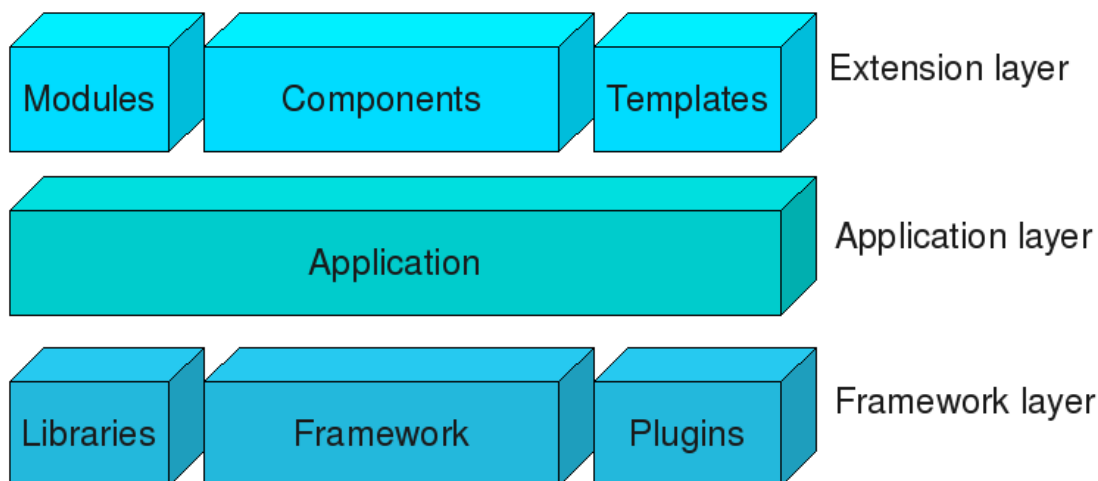 Modules
Components
Templates
Extension layer
Application
Application layer
Libraries
Framework
Plugins
Framework layer